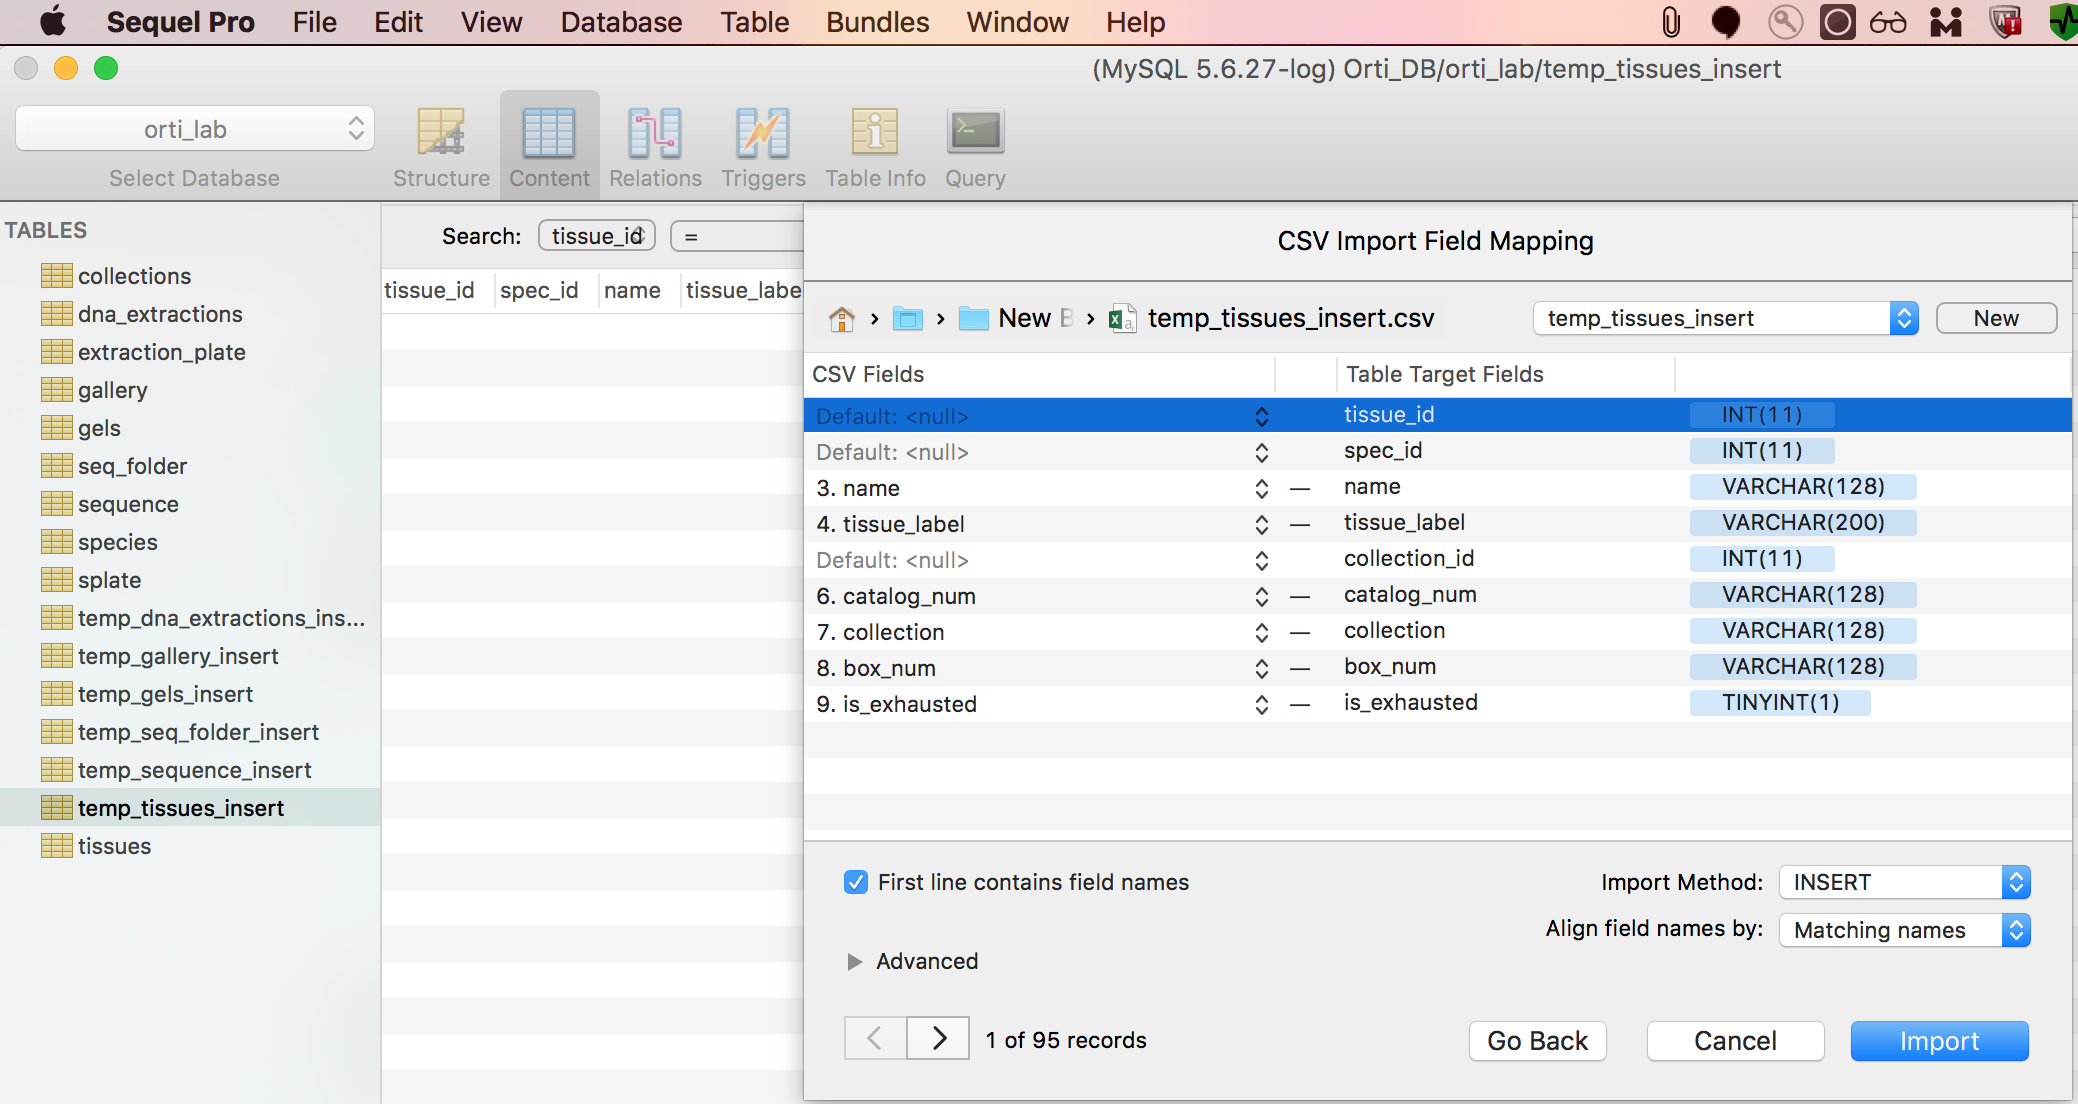 Sequel Pro File Edit View Database Table Bundles Window Help
(MySQL 5.6.27-log) Orti_DB/orti_lab/temp_tissues_insert
orti_lab
Select Database Structure Content Relations Triggers Table Info Query
TABLES
collections
dna_extractions
extraction_plate
gallery
gels
seq_folder
sequence
species
splate
temp_dna_extractions_ins...
temp_gallery_insert
temp_gels_insert
temp_seq_folder_insert
temp_sequence_insert
temp_tissues_insert
tissues
Search: tissue_id =
tissue_id spec_id name tissue_labe
CSV Import Field Mapping
New B temp_tissues_insert.csv temp_tissues_insert New
CSV Fields Table Target Fields
Default: <null> tissue_id INT(11)
Default: <null> spec_id INT(11)
3. name — name VARCHAR(128)
4. tissue_label — tissue_label VARCHAR(200)
Default: <null> collection_id INT(11)
6. catalog_num — catalog_num VARCHAR(128)
7. collection — collection VARCHAR(128)
8. box_num — box_num VARCHAR(128)
9. is_exhausted — is_exhausted TINYINT(1)
First line contains field names Import Method: INSERT
Align field names by: Matching names
Advanced
1 of 95 records Go Back Cancel Import